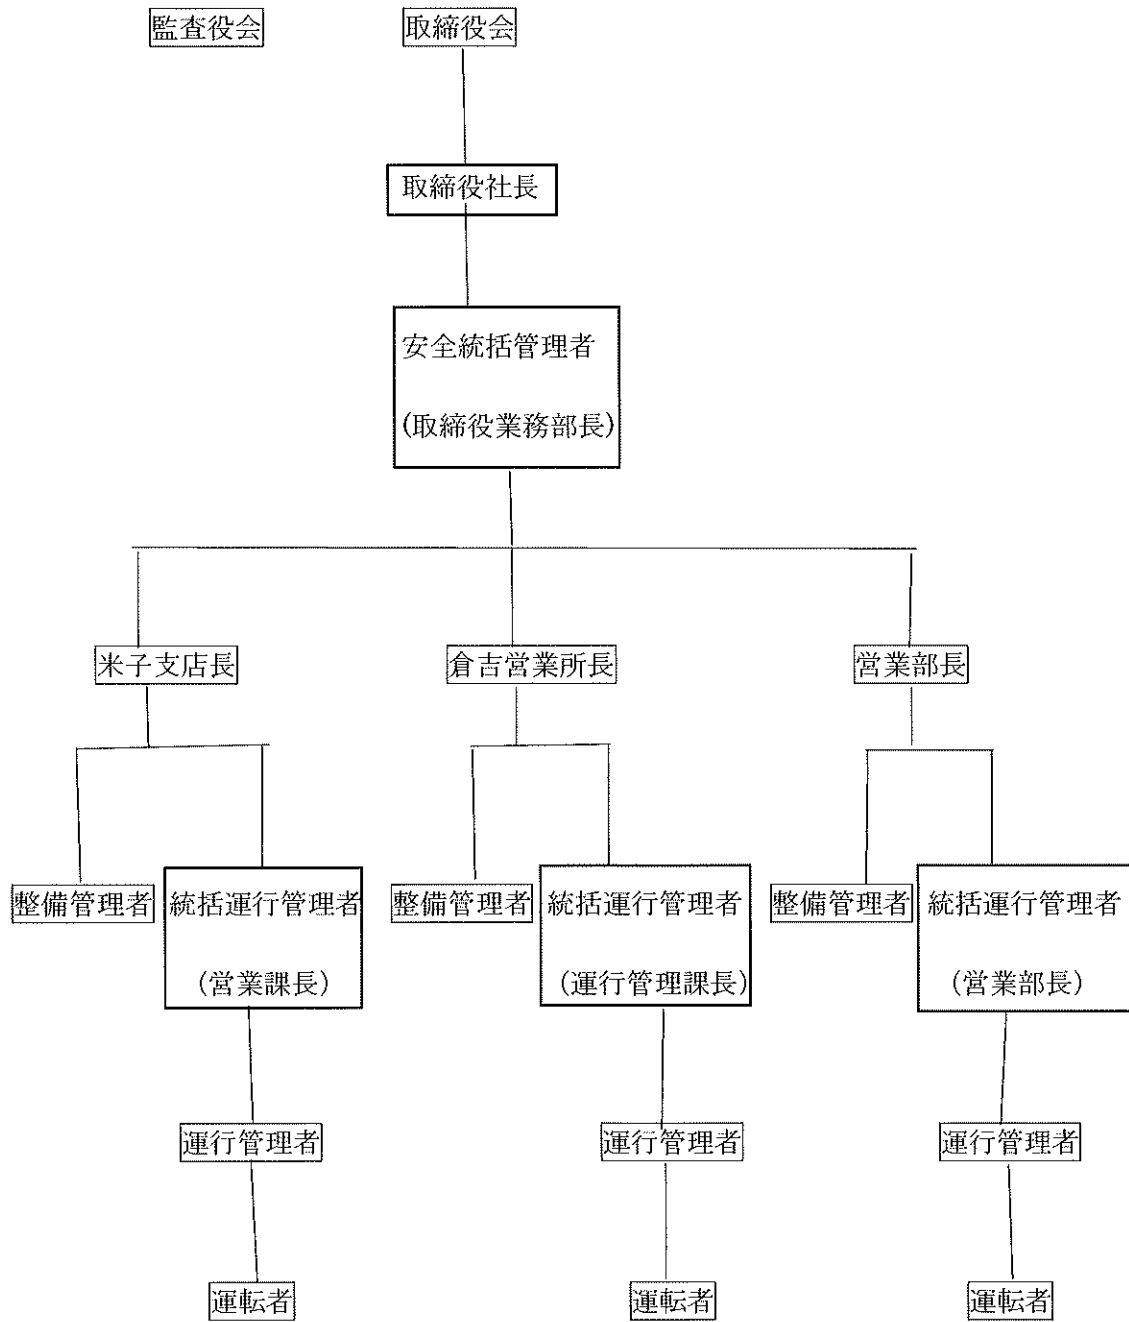 監査役会
取締役会
取締役社長
安全統括管理者
(取締役業務部長)
米子支店長
倉吉営業所長
営業部長
整備管理者
統括運行管理者
(営業課長)
整備管理者
統括運行管理者
(運行管理課長)
整備管理者
統括運行管理者
(営業部長)
運行管理者
運行管理者
運行管理者
運転者
運転者
運転者